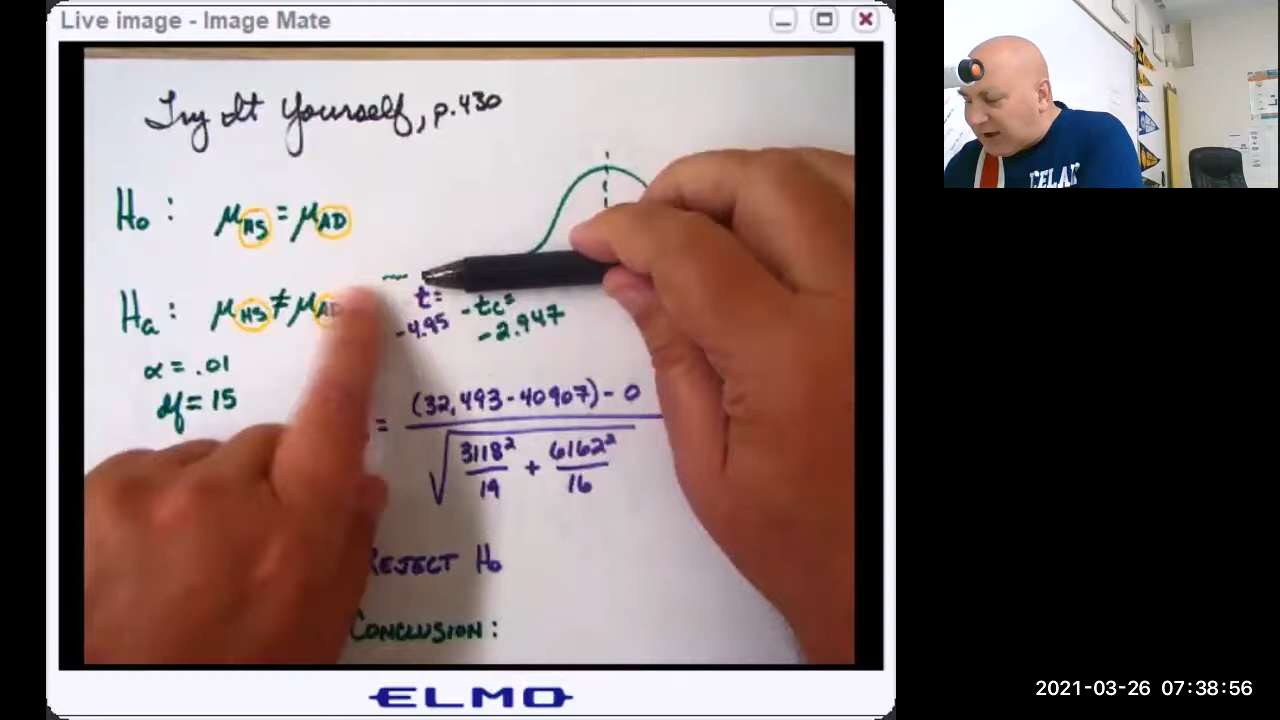 Live image - Image Mate
Try It Yourself, p.430
H₀ : μHS = μAD
Ha : μHS ≠ μAD
t = -tc =
-4.95 -2.947
α = .01
df = 15
= (32,493 - 40907) - 0
3118² + 6162²
19 16
REJECT H₀
CONCLUSION :
ELMO
2021-03-26 07:38:56